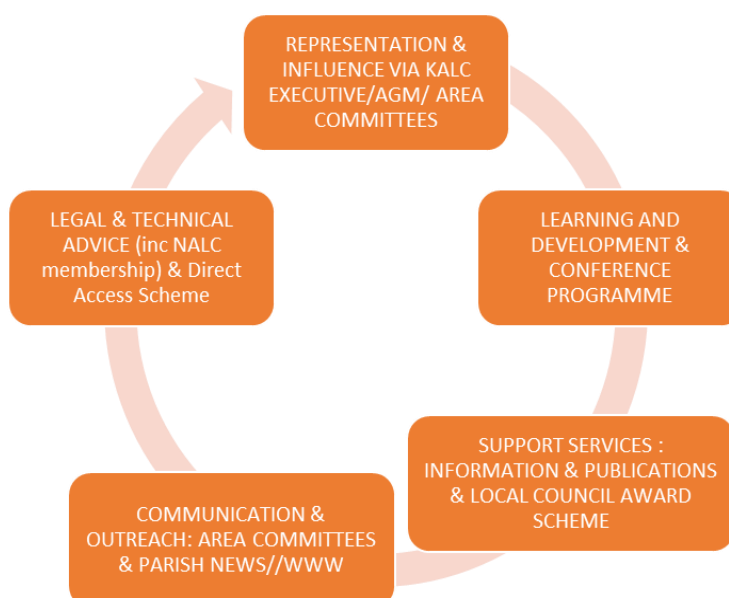 REPRESENTATION &
INFLUENCE VIA KALC
EXECUTIVE/AGM/ AREA
COMMITTEES
LEARNING AND
DEVELOPMENT &
CONFERENCE
PROGRAMME
SUPPORT SERVICES :
INFORMATION & PUBLICATIONS
& LOCAL COUNCIL AWARD
SCHEME
COMMUNICATION &
OUTREACH: AREA COMMITTEES
& PARISH NEWS//WWW
LEGAL & TECHNICAL
ADVICE (inc NALC
membership) & Direct
Access Scheme